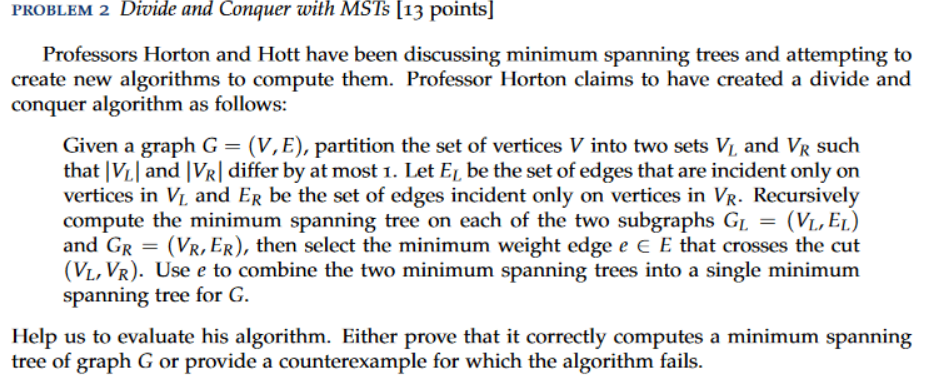 PROBLEM 2 Divide and Conquer with MSTs [13 points]
Professors Horton and Hott have been discussing minimum spanning trees and attempting to
create new algorithms to compute them. Professor Horton claims to have created a divide and
conquer algorithm as follows:
Given a graph G = (V, E), partition the set of vertices V into two sets V_L and V_R such
that |V_L| and |V_R| differ by at most 1. Let E_L be the set of edges that are incident only on
vertices in V_L and E_R be the set of edges incident only on vertices in V_R. Recursively
compute the minimum spanning tree on each of the two subgraphs G_L = (V_L, E_L)
and G_R = (V_R, E_R), then select the minimum weight edge e ∈ E that crosses the cut
(V_L, V_R). Use e to combine the two minimum spanning trees into a single minimum
spanning tree for G.
Help us to evaluate his algorithm. Either prove that it correctly computes a minimum spanning
tree of graph G or provide a counterexample for which the algorithm fails.